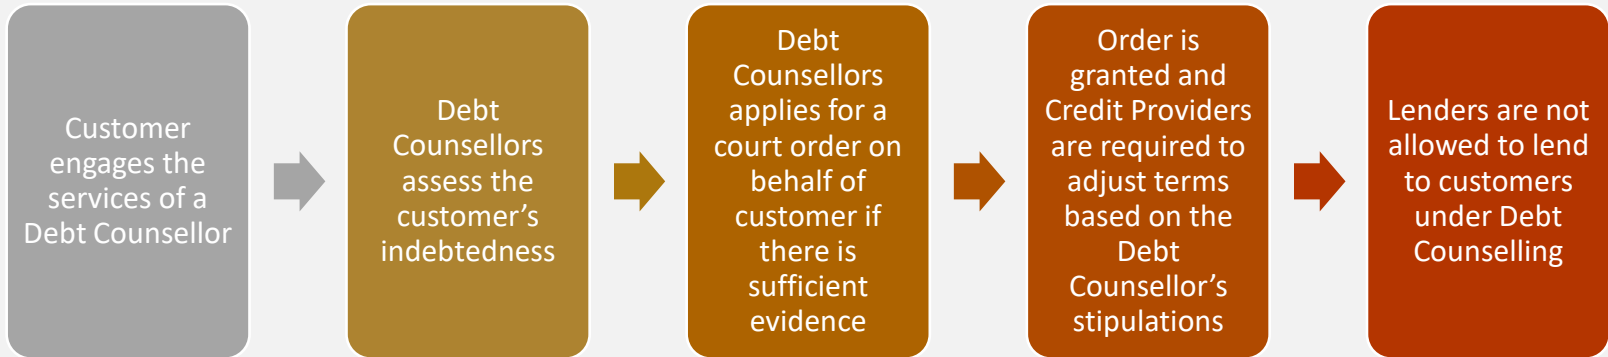 Customer
engages the
services of a
Debt Counsellor
Debt
Counsellors
assess the
customer’s
indebtedness
Debt
Counsellors
applies for a
court order on
behalf of
customer if
there is
sufficient
evidence
Order is
granted and
Credit Providers
are required to
adjust terms
based on the
Debt
Counsellor’s
stipulations
Lenders are not
allowed to lend
to customers
under Debt
Counselling